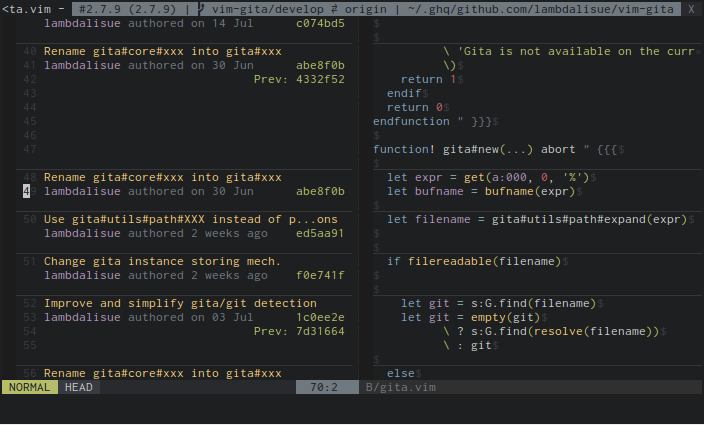 <ta.vim - #2.7.9 (2.7.9) | vim-gita/develop ⇄ origin | ~/.ghq/github.com/lambdalisue/vim-gita X
lambdalisue authored on 14 Jul c074bd5 $
$
40 Rename gita#core#xxx into gita#xxx \ 'Gita is not available on the curr
41 lambdalisue authored on 30 Jun abe8f0b \)$
42 Prev: 4332f52 return 1$
43 endif$
44 return 0$
45 endfunction " }}}$
46 $
47 function! gita#new(...) abort " {{{$
$
48 Rename gita#core#xxx into gita#xxx let expr = get(a:000, 0, '%')$
49 lambdalisue authored on 30 Jun abe8f0b let bufname = bufname(expr)$
$
50 Use gita#utils#path#XXX instead of p...ons let filename = gita#utils#path#expand(expr)$
lambdalisue authored 2 weeks ago ed5aa91 $
$
51 Change gita instance storing mech. if filereadable(filename)$
lambdalisue authored 2 weeks ago f0e741f $
$
52 Improve and simplify gita/git detection let git = s:G.find(filename)$
53 lambdalisue authored on 03 Jul 1c0ee2e let git = empty(git)$
54 Prev: 7d31664 \ ? s:G.find(resolve(filename))$
55 \ : git$
$
56 Rename gita#core#xxx into gita#xxx else$
NORMAL HEAD 70:2 B/gita.vim